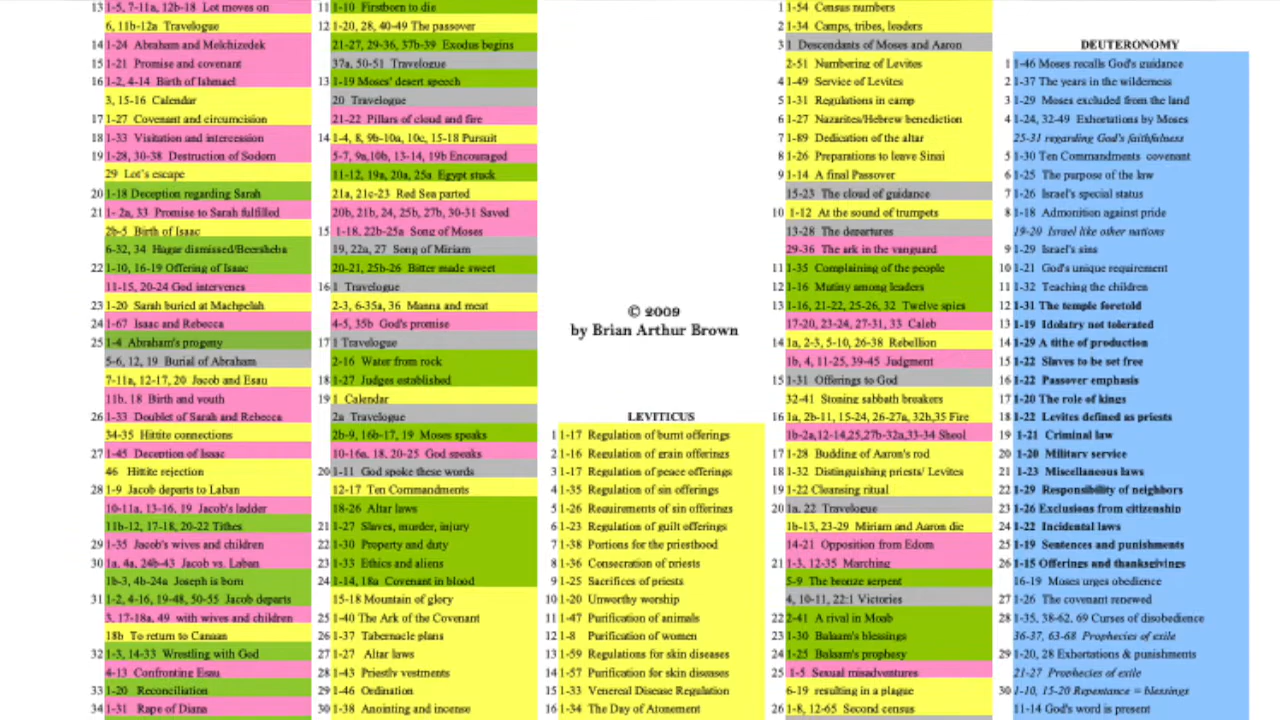 13 1-5, 7-11a, 12b-18 Lot moves on
6, 11b-12a Travelogue
14 1-24 Abraham and Melchizedek
15 1-21 Promise and covenant
16 1-2, 4-14 Birth of Ishmael
3, 15-16 Calendar
17 1-27 Covenant and circumcision
18 1-33 Visitation and intercession
19 1-28, 30-38 Destruction of Sodom
29 Lot's escape
20 1-18 Deception regarding Sarah
21 1- 2a, 33 Promise to Sarah fulfilled
2b-5 Birth of Isaac
6-32, 34 Hagar dismissed/Beersheba
22 1-10, 16-19 Offering of Isaac
11-15, 20-24 God intervenes
23 1-20 Sarah buried at Machpelah
24 1-67 Isaac and Rebecca
25 1-4 Abraham's progeny
5-6, 12, 19 Burial of Abraham
7-11a, 12-17, 20 Jacob and Esau
11b. 18 Birth and youth
26 1-33 Doublet of Sarah and Rebecca
34-35 Hittite connections
27 1-45 Deception of Isaac
46 Hittite rejection
28 1-9 Jacob departs to Laban
10-11a, 13-16, 19 Jacob's ladder
11b-12, 17-18, 20-22 Tithes
29 1-35 Jacob's wives and children
30 1a, 4a, 24b-43 Jacob vs. Laban
1b-3, 4b-24a Joseph is born
31 1-2, 4-16, 19-48, 50-55 Jacob departs
3, 17-18a, 49 with wives and children
18b To return to Canaan
32 1-3, 14-33 Wrestling with God
4-13 Confronting Esau
33 1-20 Reconciliation
34 1-31 Rape of Diana
11 1-10 Firstborn to die
12 1-20, 28, 40-49 The passover
21-27, 29-36, 37b-39 Exodus begins
37a, 50-51 Travelogue
13 1-19 Moses' desert speech
20 Travelogue
21-22 Pillars of cloud and fire
14 1-4, 8, 9b-10a, 10c, 15-18 Pursuit
5-7, 9a,10b, 13-14, 19b Encouraged
11-12, 19a, 20a, 25a Egypt stuck
21a, 21c-23 Red Sea parted
20b, 21b, 24, 25b, 27b, 30-31 Saved
15 1-18, 22b-25a Song of Moses
19, 22a, 27 Song of Miriam
20-21, 25b-26 Bitter made sweet
16 1 Travelogue
2-3, 6-35a, 36 Manna and meat
4-5, 35b God's promise
17 1 Travelogue
2-16 Water from rock
18 1-27 Judges established
19 1 Calendar
2a Travelogue
2b-9, 16b-17, 19 Moses speaks
10-16a, 18, 20-25 God speaks
20 1-11 God spoke these words
12-17 Ten Commandments
18-26 Altar laws
21 1-27 Slaves, murder, injury
22 1-30 Property and duty
23 1-33 Ethics and aliens
24 1-14, 18a Covenant in blood
15-18 Mountain of glory
25 1-40 The Ark of the Covenant
26 1-37 Tabernacle plans
27 1-27 Altar laws
28 1-43 Priestly vestments
29 1-46 Ordination
30 1-38 Anointing and incense
© 2009
by Brian Arthur Brown
LEVITICUS
1 1-17 Regulation of burnt offerings
2 1-16 Regulation of grain offerings
3 1-17 Regulation of peace offerings
4 1-35 Regulation of sin offerings
5 1-26 Requirements of sin offerings
6 1-23 Regulation of guilt offerings
7 1-38 Portions for the priesthood
8 1-36 Consecration of priests
9 1-25 Sacrifices of priests
10 1-20 Unworthy worship
11 1-47 Purification of animals
12 1-8 Purification of women
13 1-59 Regulations for skin diseases
14 1-57 Purification for skin diseases
15 1-33 Venereal Disease Regulation
16 1-34 The Day of Atonement
1 1-54 Census numbers
2 1-34 Camps, tribes, leaders
3 1 Descendants of Moses and Aaron
2-51 Numbering of Levites
4 1-49 Service of Levites
5 1-31 Regulations in camp
6 1-27 Nazarites/Hebrew benediction
7 1-89 Dedication of the altar
8 1-26 Preparations to leave Sinai
9 1-14 A final Passover
15-23 The cloud of guidance
10 1-12 At the sound of trumpets
13-28 The departures
29-36 The ark in the vanguard
11 1-35 Complaining of the people
12 1-16 Mutiny among leaders
13 1-16, 21-22, 25-26, 32 Twelve spies
17-20, 23-24, 27-31, 33 Caleb
14 1a, 2-3, 5-10, 26-38 Rebellion
1b, 4, 11-25, 39-45 Judgment
15 1-31 Offerings to God
32-41 Stoning sabbath breakers
16 1a, 2b-11, 15-24, 26-27a, 32b,35 Fire
1b-2a,12-14,25,27b-32a,33-34 Sheol
17 1-28 Budding of Aaron's rod
18 1-32 Distinguishing priests/ Levites
19 1-22 Cleansing ritual
20 1a, 22 Travelogue
1b-13, 23-29 Miriam and Aaron die
14-21 Opposition from Edom
21 1-3, 12-35 Marching
5-9 The bronze serpent
4, 10-11, 22:1 Victories
22 2-41 A rival in Moab
23 1-30 Balaam's blessings
24 1-25 Balaam's prophesy
25 1-5 Sexual misadventures
6-19 resulting in a plague
26 1-8, 12-65 Second census
DEUTERONOMY
1 1-46 Moses recalls God's guidance
2 1-37 The years in the wilderness
3 1-29 Moses excluded from the land
4 1-24, 32-49 Exhortations by Moses
25-31 regarding God's faithfulness
5 1-30 Ten Commandments covenant
6 1-25 The purpose of the law
7 1-26 Israel's special status
8 1-18 Admonition against pride
19-20 Israel like other nations
9 1-29 Israel's sins
10 1-21 God's unique requirement
11 1-32 Teaching the children
12 1-31 The temple foretold
13 1-19 Idolatry not tolerated
14 1-29 A tithe of production
15 1-22 Slaves to be set free
16 1-22 Passover emphasis
17 1-20 The role of kings
18 1-22 Levites defined as priests
19 1-21 Criminal law
20 1-20 Military service
21 1-23 Miscellaneous laws
22 1-29 Responsibility of neighbors
23 1-26 Exclusions from citizenship
24 1-22 Incidental laws
25 1-19 Sentences and punishments
26 1-15 Offerings and thanksgivings
16-19 Moses urges obedience
27 1-26 The covenant renewed
28 1-35, 38-62, 69 Curses of disobedience
36-37, 63-68 Prophecies of exile
29 1-20, 28 Exhortations & punishments
21-27 Prophecies of exile
30 1-10, 15-20 Repentance = blessings
11-14 God's word is present